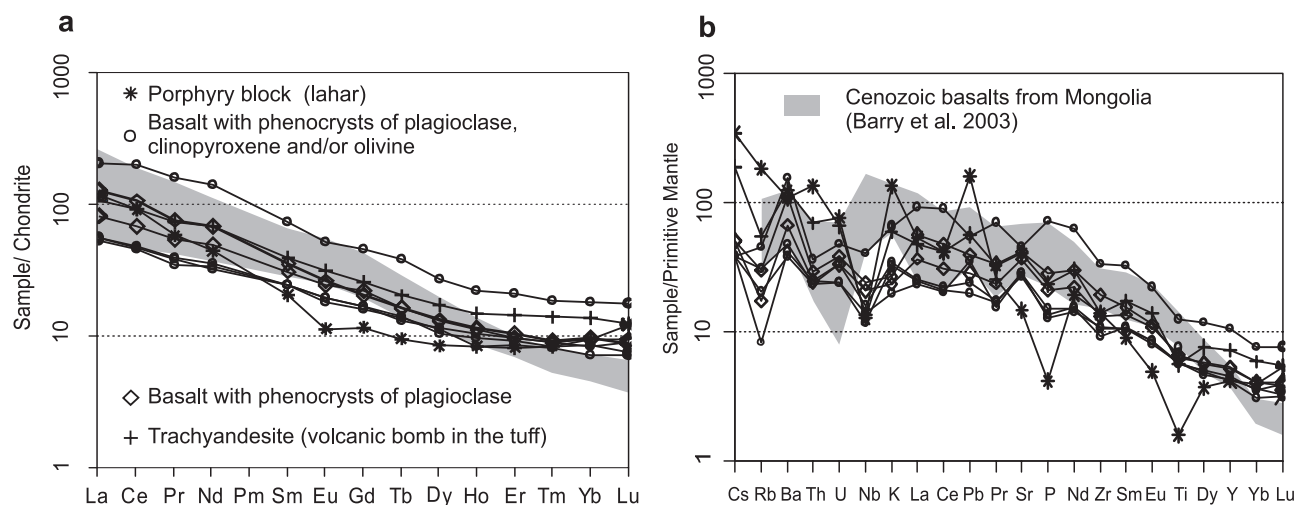 a
Sample/ Chondrite
1000
100
10
1
Porphyry block (lahar)
Basalt with phenocrysts of plagioclase,
clinopyroxene and/or olivine
Basalt with phenocrysts of plagioclase
Trachyandesite (volcanic bomb in the tuff)
La Ce Pr Nd Pm Sm Eu Gd Tb Dy Ho Er Tm Yb Lu
b
Sample/Primitive Mantle
1000
100
10
1
Cenozoic basalts from Mongolia
(Barry et al. 2003)
Cs Rb Ba Th U Nb K La Ce Pb Pr Sr P Nd Zr Sm Eu Ti Dy Y Yb Lu